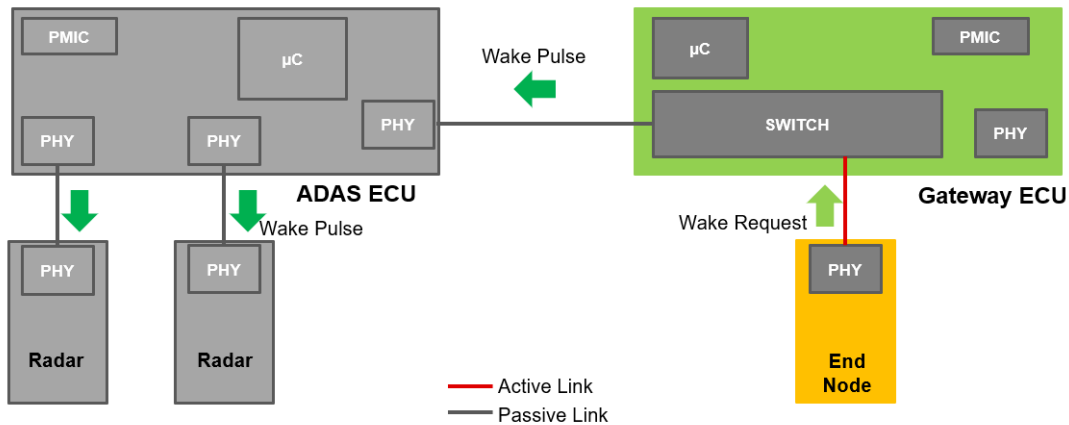 PMIC
µC
PHY
PHY
PHY
ADAS ECU
Wake Pulse
µC
PMIC
SWITCH
PHY
Gateway ECU
Wake Pulse
Wake Request
PHY
Radar
PHY
Radar
PHY
End
Node
Active Link
Passive Link